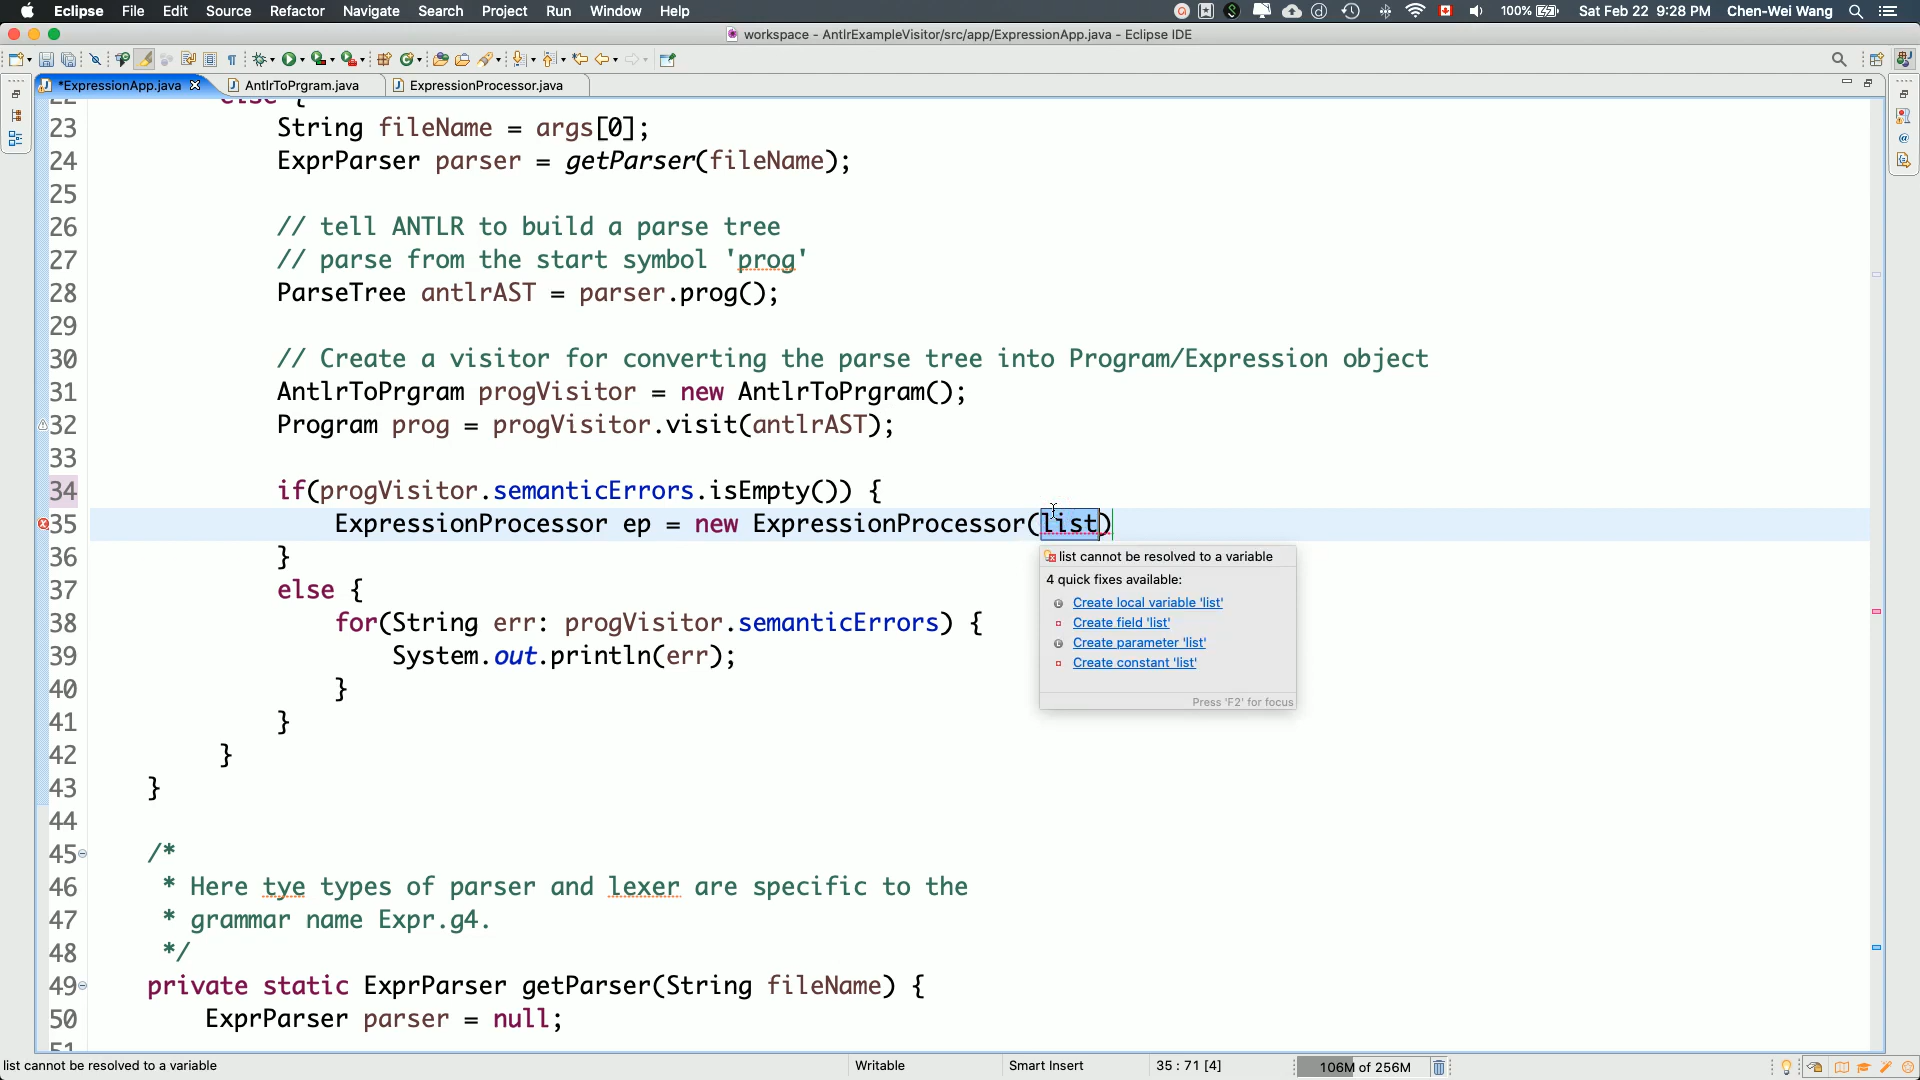 Eclipse File Edit Source Refactor Navigate Search Project Run Window Help 100% Sat Feb 22 9:28 PM Chen-Wei Wang
workspace - AntlrExampleVisitor/src/app/ExpressionApp.java - Eclipse IDE
*ExpressionApp.java AntlrToPrgram.java ExpressionProcessor.java
22 else {
23 String fileName = args[0];
24 ExprParser parser = getParser(fileName);
25
26 // tell ANTLR to build a parse tree
27 // parse from the start symbol 'prog'
28 ParseTree antlrAST = parser.prog();
29
30 // Create a visitor for converting the parse tree into Program/Expression object
31 AntlrToPrgram progVisitor = new AntlrToPrgram();
32 Program prog = progVisitor.visit(antlrAST);
33
34 if(progVisitor.semanticErrors.isEmpty()) {
35 ExpressionProcessor ep = new ExpressionProcessor(list)
36 }
list cannot be resolved to a variable
4 quick fixes available:
Create local variable 'list'
Create field 'list'
Create parameter 'list'
Create constant 'list'
Press 'F2' for focus
37 else {
38 for(String err: progVisitor.semanticErrors) {
39 System.out.println(err);
40 }
41 }
42 }
43 }
44
45 /*
46 * Here tye types of parser and lexer are specific to the
47 * grammar name Expr.g4.
48 */
49 private static ExprParser getParser(String fileName) {
50 ExprParser parser = null;
51
list cannot be resolved to a variable Writable Smart Insert 35 : 71 [4] 106M of 256M